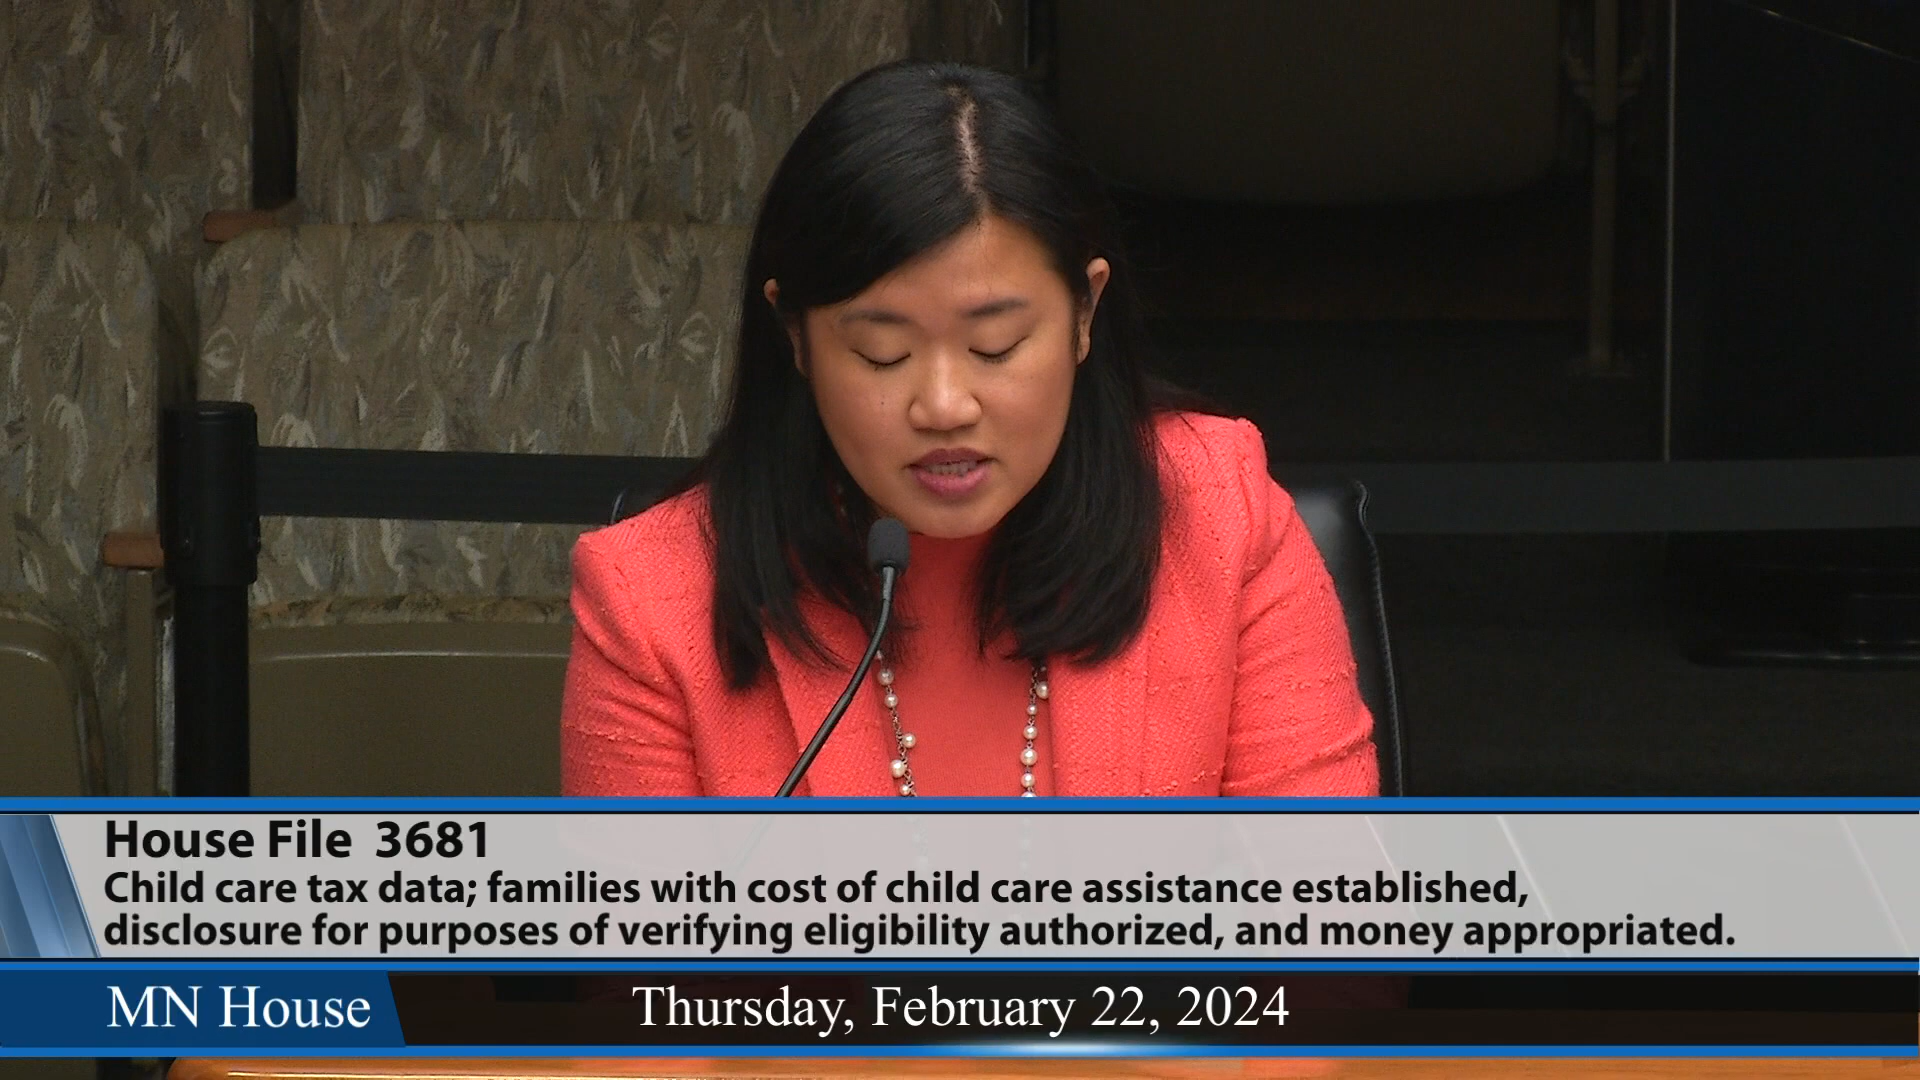 House File 3681
Child care tax data; families with cost of child care assistance established,
disclosure for purposes of verifying eligibility authorized, and money appropriated.
MN House
Thursday, February 22, 2024